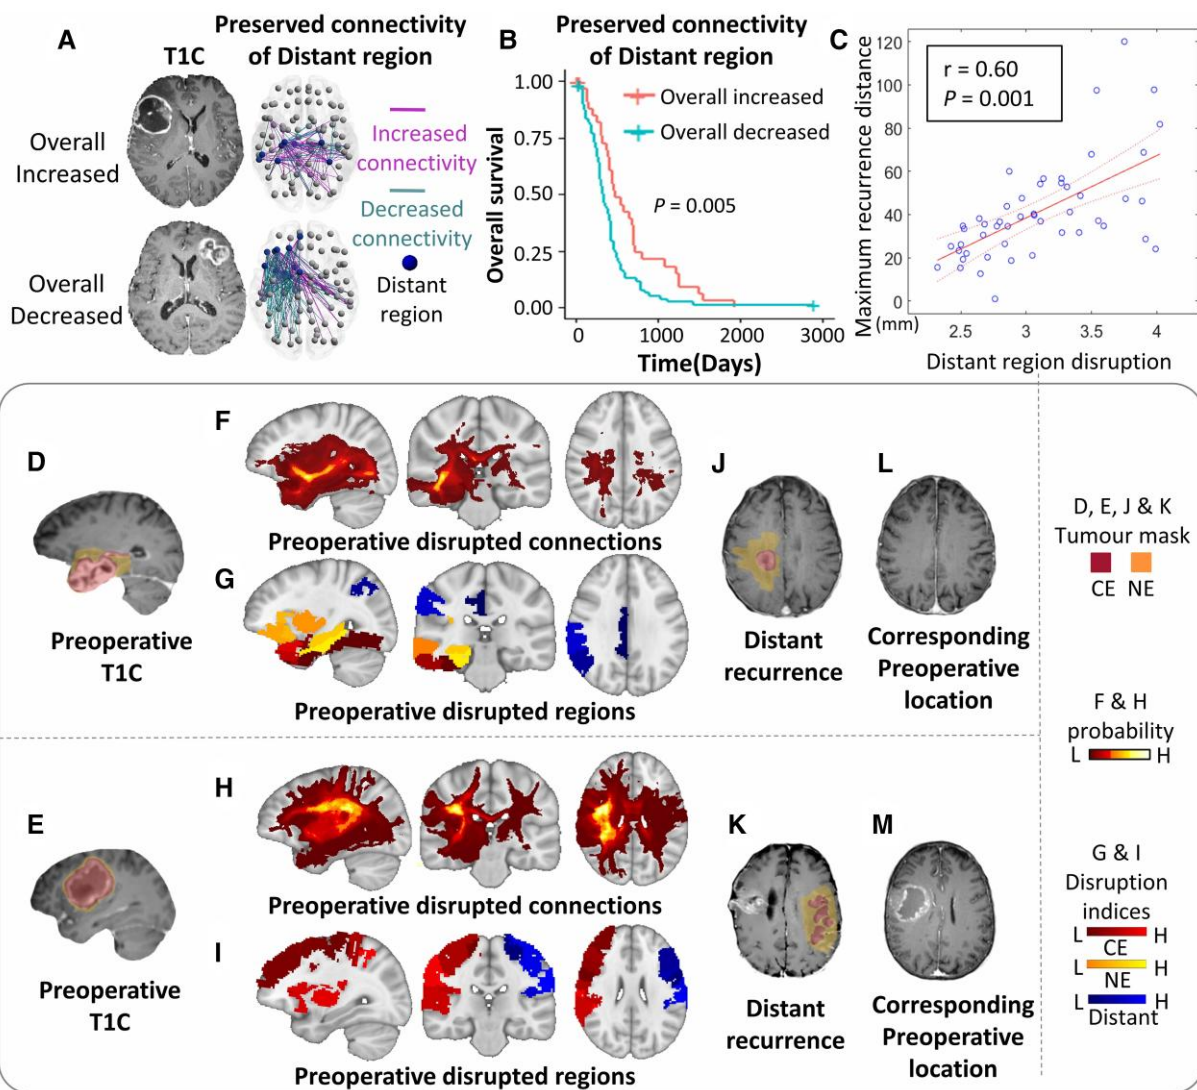 A
T1C
Preserved connectivity
of Distant region
Overall
Increased
Overall
Decreased
Increased
connectivity
Decreased
connectivity
Distant
region
B
Preserved connectivity
of Distant region
Overall survival
1.00
0.75
0.50
0.25
0.00
Overall increased
Overall decreased
P = 0.005
0
1000
2000
3000
Time(Days)
C
Maximum recurrence distance
(mm)
120
100
80
60
40
20
0
r = 0.60
P = 0.001
2.5
3
3.5
4
Distant region disruption
D
Preoperative
T1C
F
Preoperative disrupted connections
G
Preoperative disrupted regions
J
Distant
recurrence
L
Corresponding
Preoperative
location
E
Preoperative
T1C
H
Preoperative disrupted connections
I
Preoperative disrupted regions
K
Distant
recurrence
M
Corresponding
Preoperative
location
D, E, J & K
Tumour mask
CE NE
F & H
probability
L H
G & I
Disruption
indices
L H
CE
L H
NE
L H
Distant